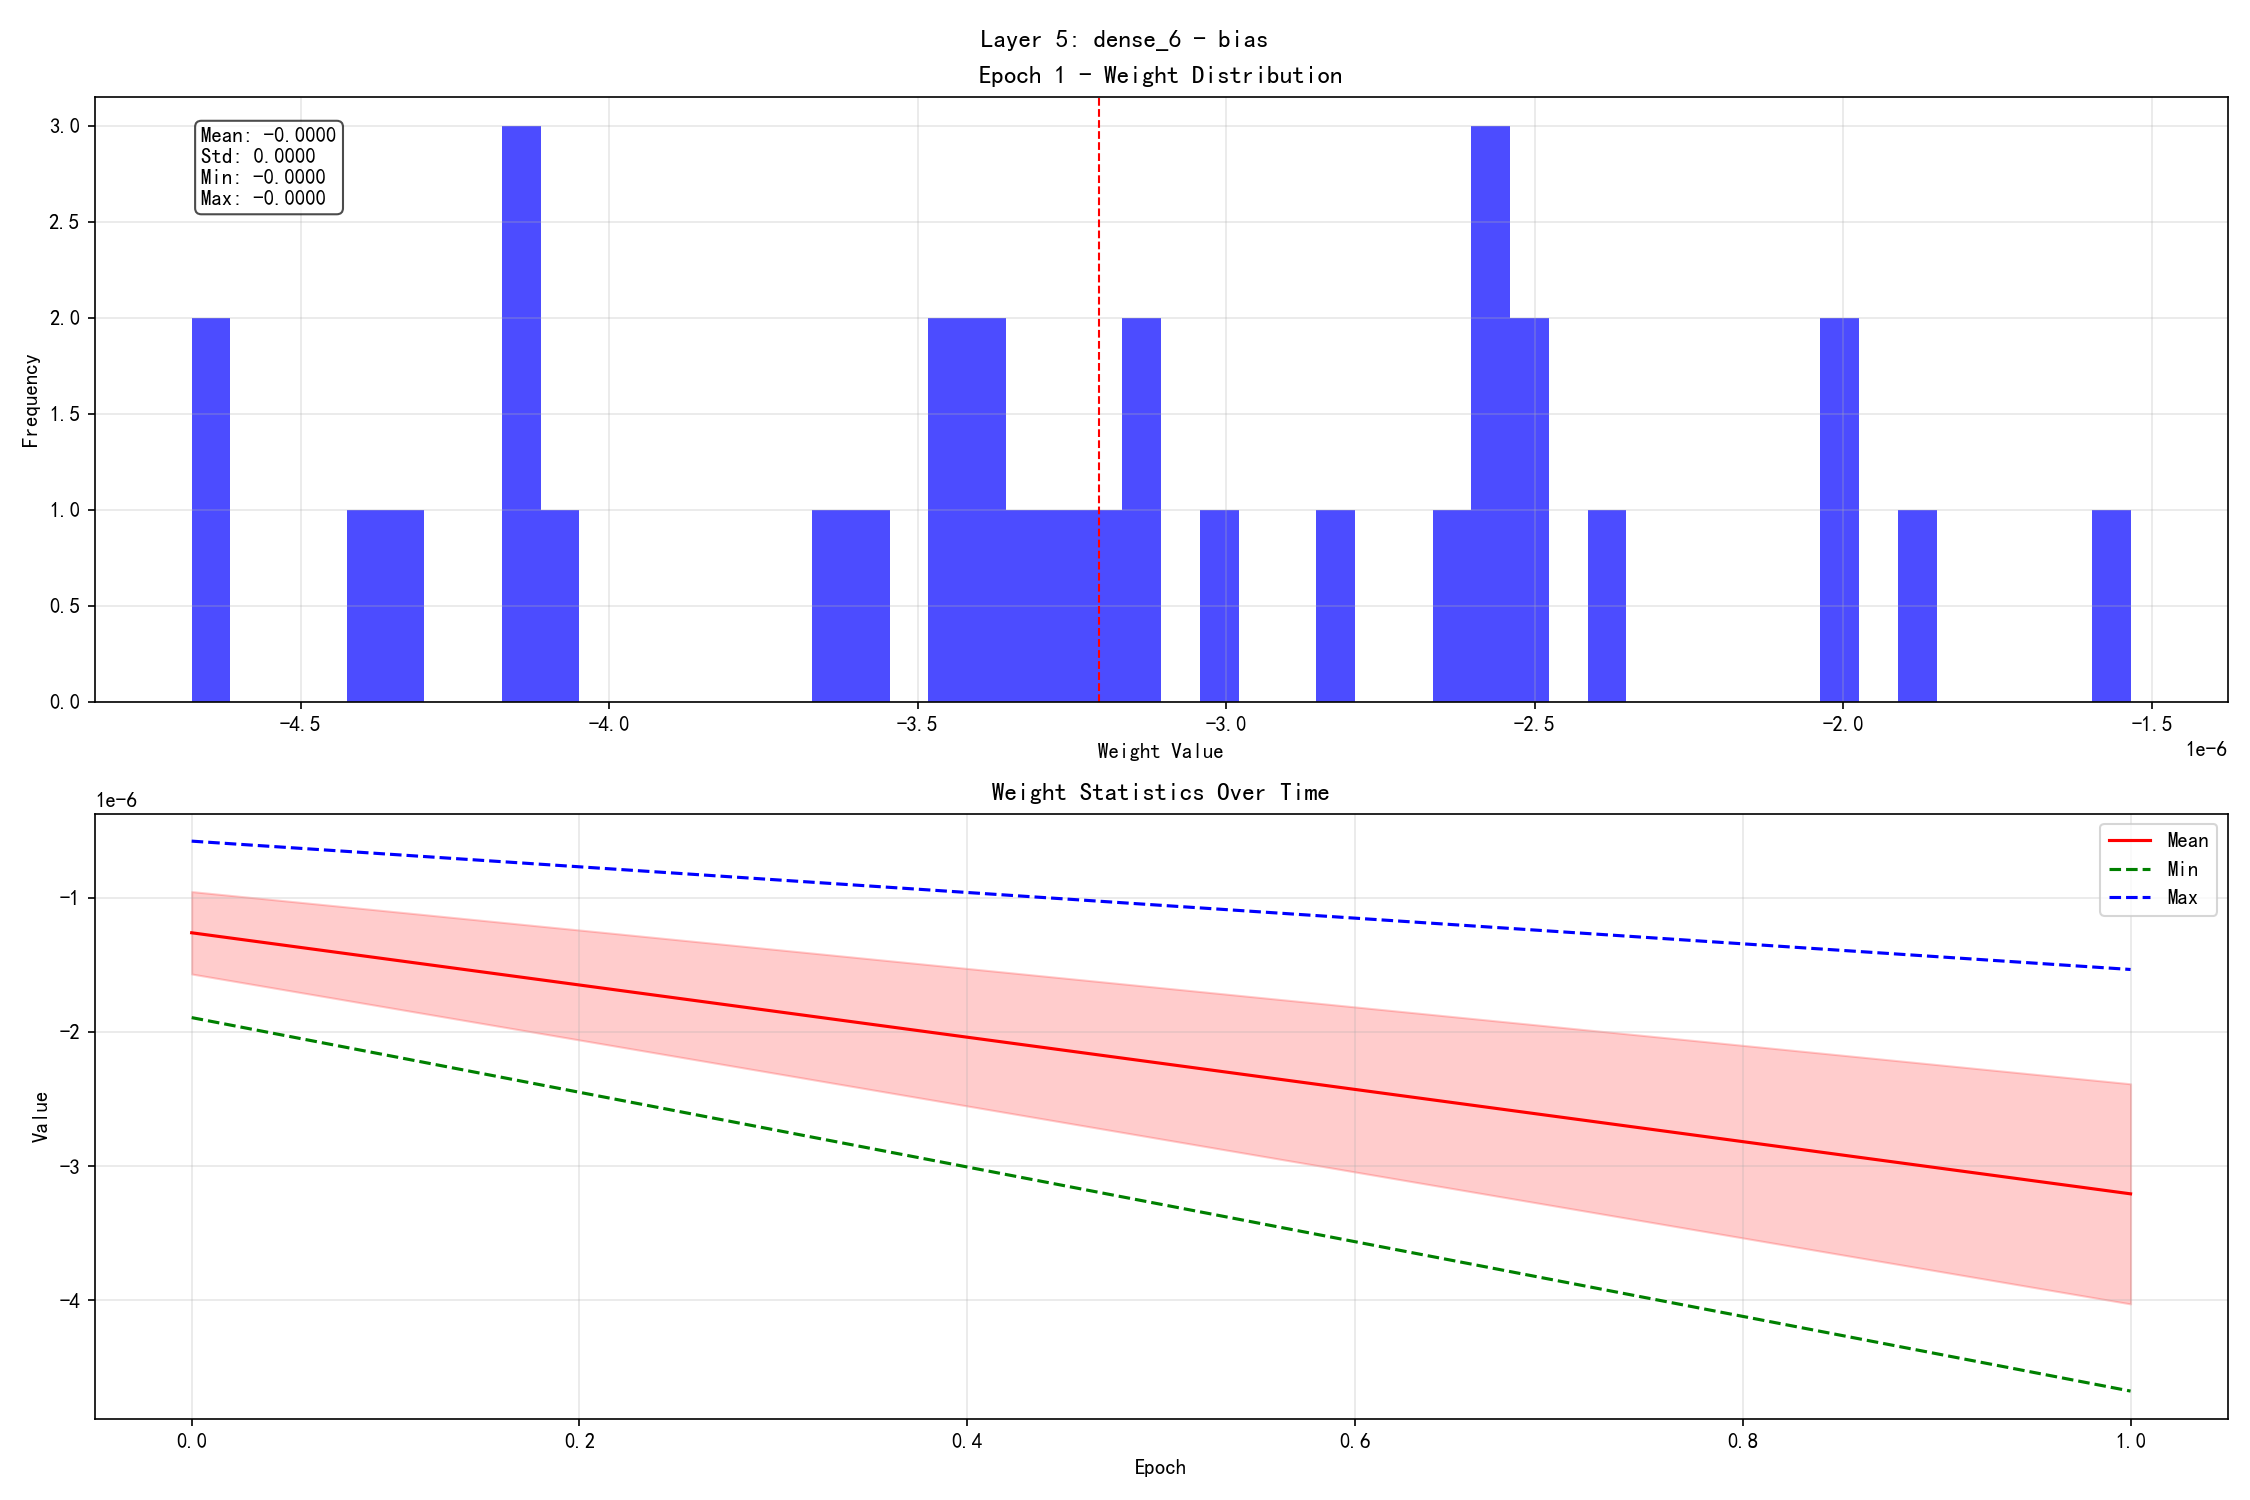 Layer 5: dense_6 - bias
Epoch 1 - Weight Distribution
Mean: -0.0000
Std: 0.0000
Min: -0.0000
Max: -0.0000
Frequency
3.0
2.5
2.0
1.5
1.0
0.5
0.0
-4.5 -4.0 -3.5 -3.0 -2.5 -2.0 -1.5
1e-6
Weight Value
Weight Statistics Over Time
1e-6
Mean
Min
Max
Value
-1
-2
-3
-4
0.0 0.2 0.4 0.6 0.8 1.0
Epoch